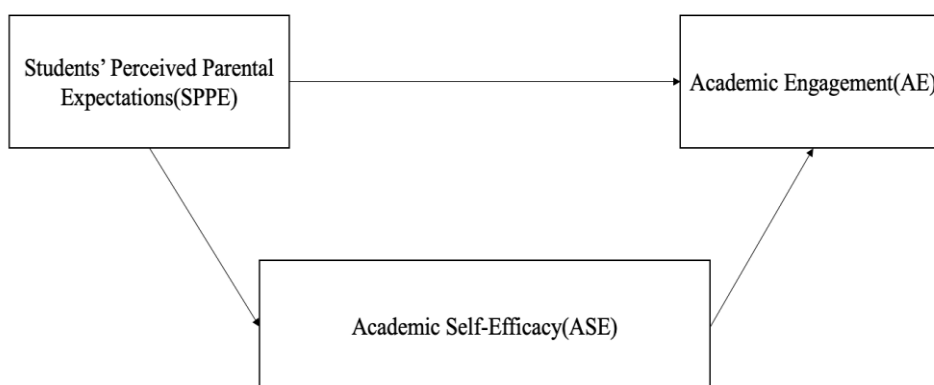 Students’ Perceived Parental
Expectations(SPPE)
Academic Engagement(AE)
Academic Self-Efficacy(ASE)